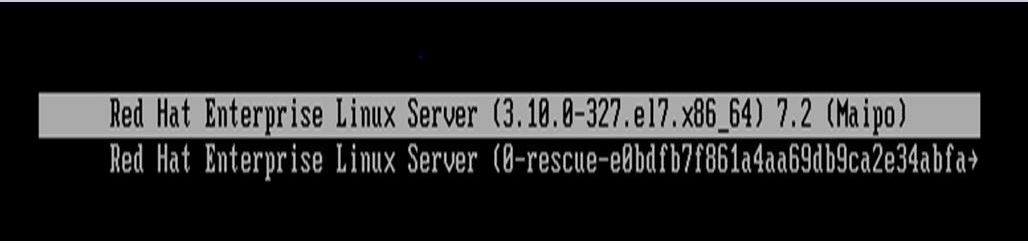 Red Hat Enterprise Linux Server (3.10.0-327.el7.x86_64) 7.2 (Maipo)
Red Hat Enterprise Linux Server (0-rescue-e0bdfb7f861a4aa69db9ca2e34abfa→